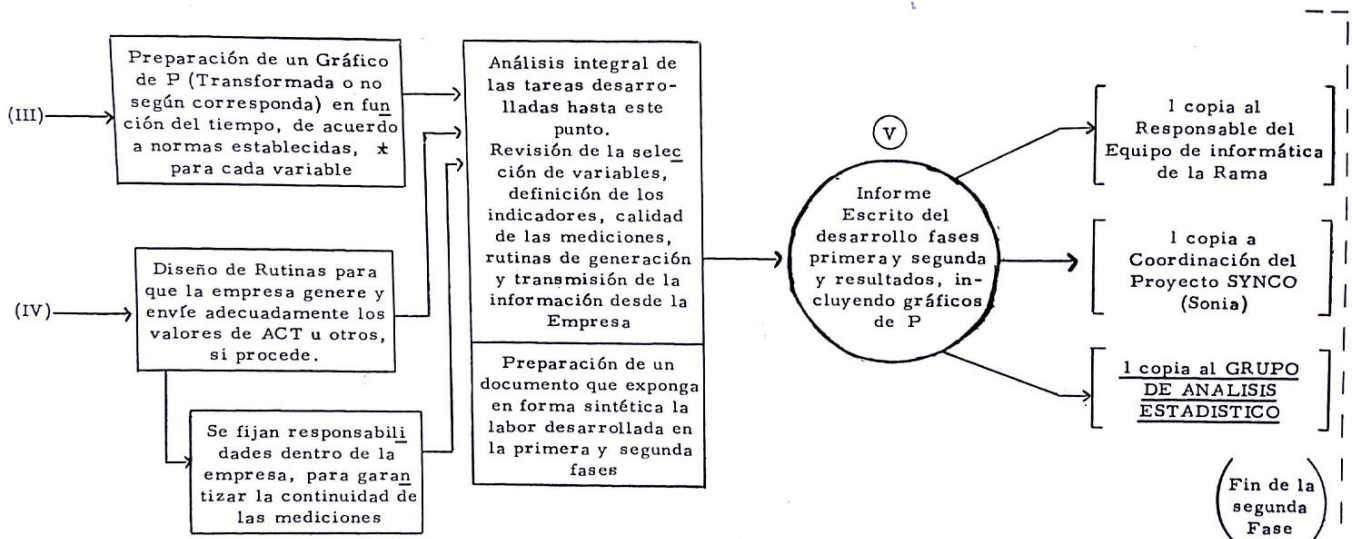 (III)
Preparación de un Gráfico
de P (Transformada o no
según corresponda) en fun
ción del tiempo, de acuerdo
a normas establecidas, *
para cada variable
(IV)
Diseño de Rutinas para
que la empresa genere y
envíe adecuadamente los
valores de ACT u otros,
si procede.
Se fijan responsabili
dades dentro de la
empresa, para garan
tizar la continuidad de
las mediciones
Análisis integral de
las tareas desarro-
lladas hasta este
punto.
Revisión de la selec
ción de variables,
definición de los
indicadores, calidad
de las mediciones,
rutinas de generación
y transmisión de la
información desde la
Empresa
Preparación de un
documento que exponga
en forma sintética la
labor desarrollada en
la primera y segunda
fases
V
Informe
Escrito del
desarrollo fases
primera y segunda
y resultados, in-
cluyendo gráficos
de P
1 copia al
Responsable del
Equipo de informática
de la Rama
1 copia a
Coordinación del
Proyecto SYNCO
(Sonia)
1 copia al GRUPO
DE ANALISIS
ESTADISTICO
Fin de la
segunda
Fase